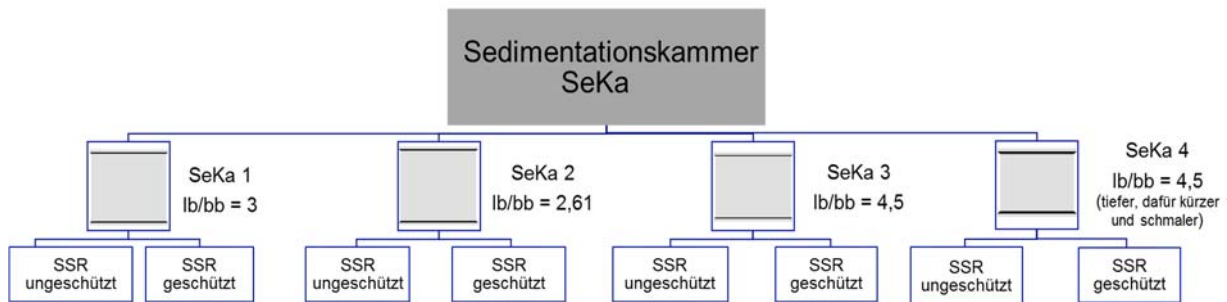 Sedimentationskammer
SeKa
SeKa 1
lb/bb = 3
SeKa 2
lb/bb = 2,61
SeKa 3
lb/bb = 4,5
SeKa 4
lb/bb = 4,5
(tiefer, dafür kürzer
und schmaler)
SSR
ungeschützt
SSR
geschützt
SSR
ungeschützt
SSR
geschützt
SSR
ungeschützt
SSR
geschützt
SSR
ungeschützt
SSR
geschützt